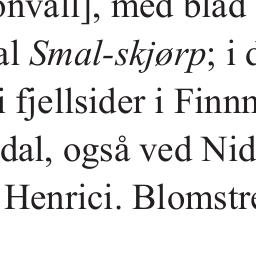 onvall], med blad
al Smal-skjørp; i d
i fjellsider i Finnm
dal, også ved Nid
Henrici. Blomstre